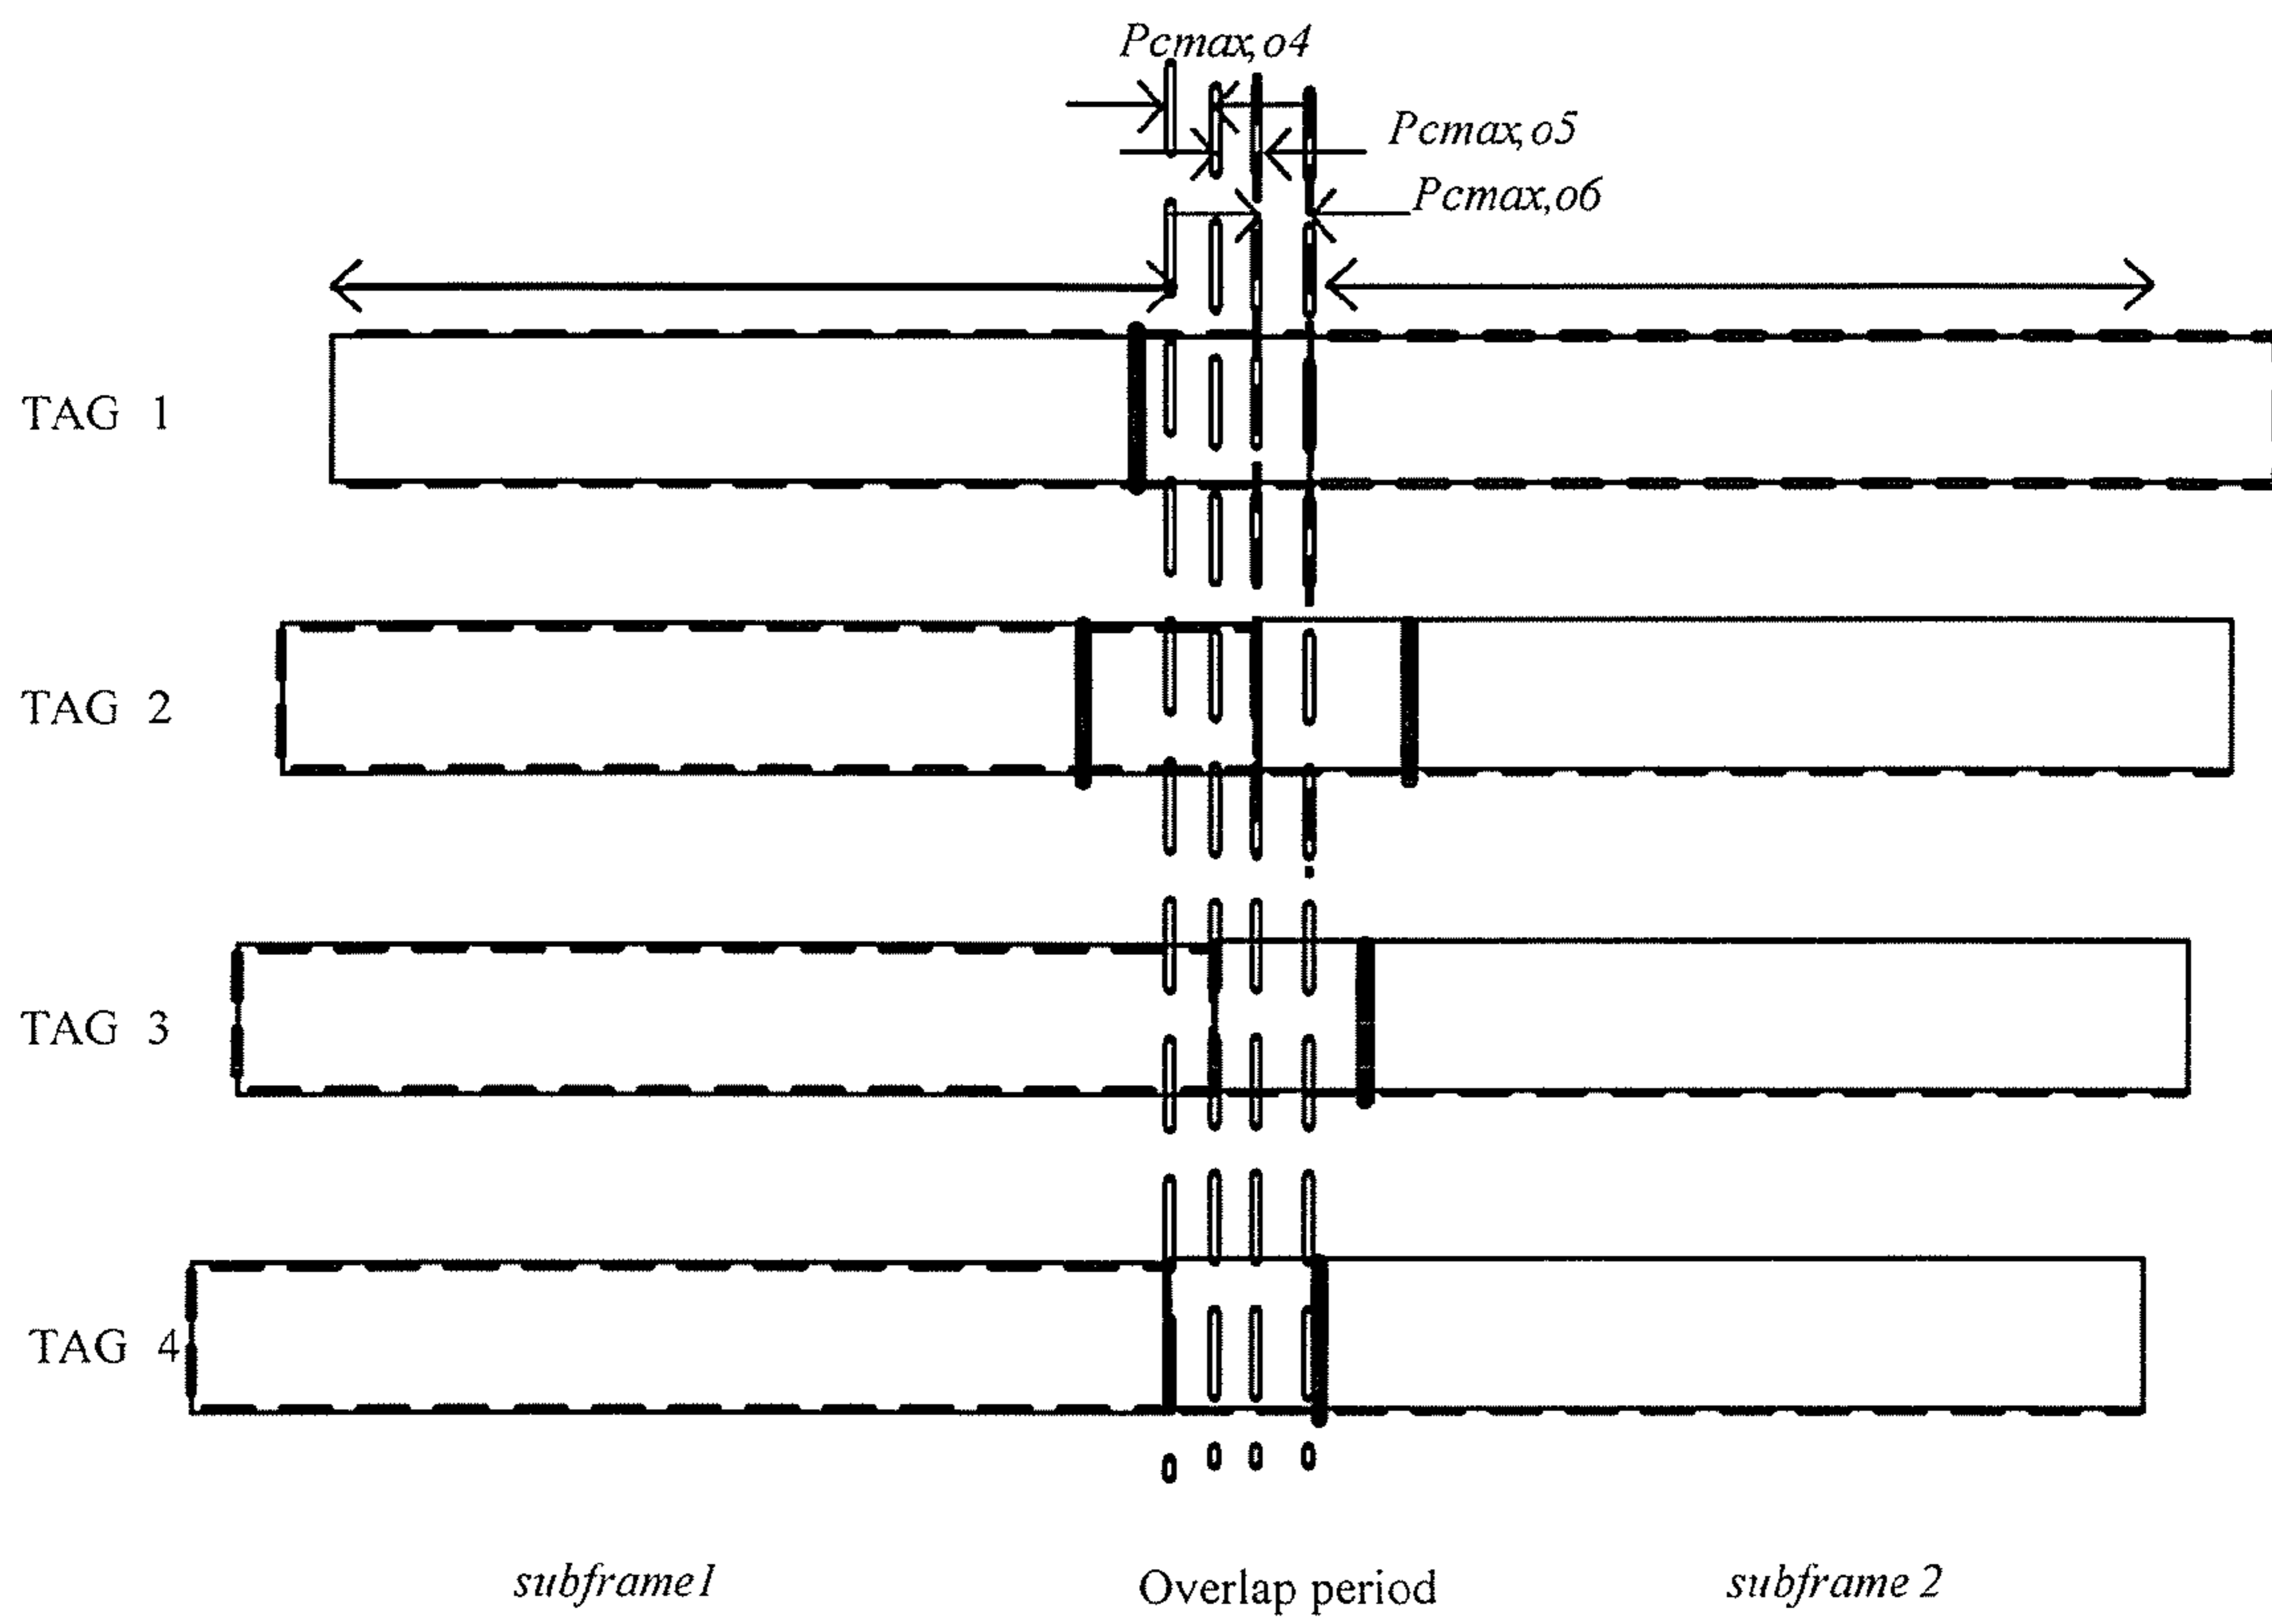 Pcmax,o4
Pcmax,o5
Pcmax,o6
TAG 1
TAG 2
TAG 3
TAG 4
subframe1 Overlap period subframe 2